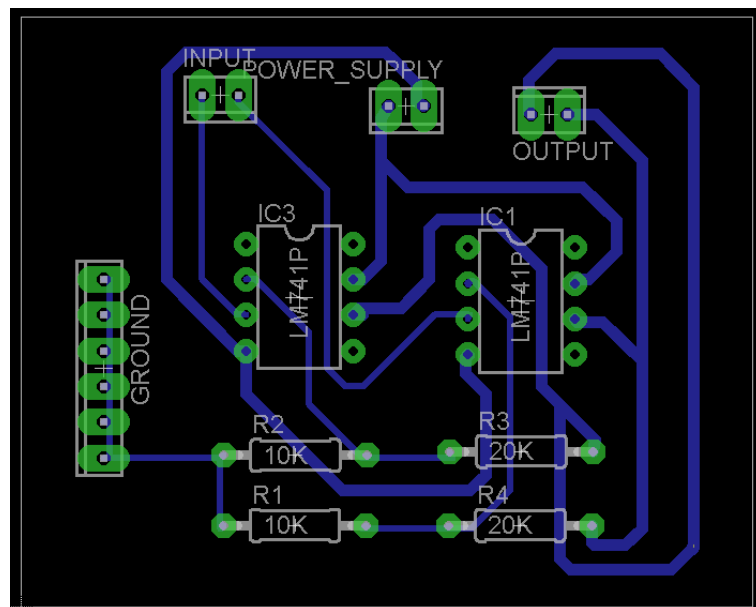 INPUT
POWER_SUPPLY
OUTPUT
IC3
IC1
LM741P
LM741P
GROUND
R2
10K
R3
20K
R1
10K
R4
20K